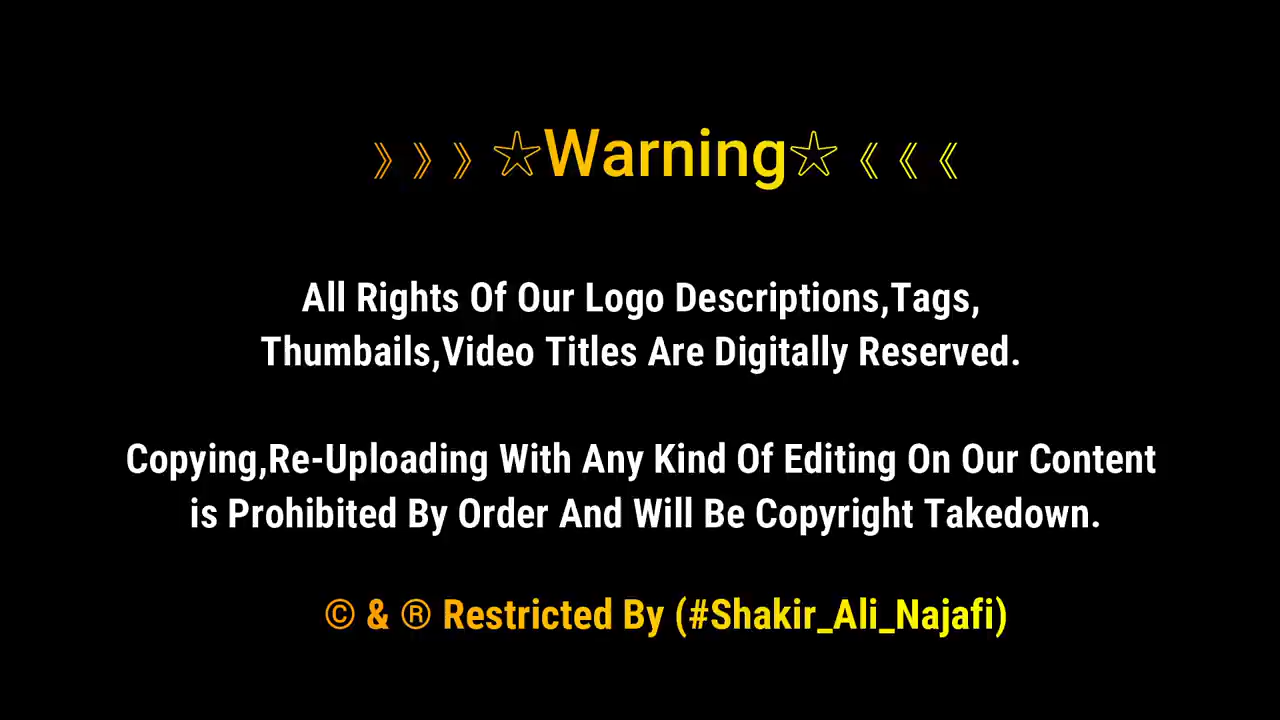 》》》☆Warning☆《《《
All Rights Of Our Logo Descriptions,Tags,
Thumbails,Video Titles Are Digitally Reserved.
Copying,Re-Uploading With Any Kind Of Editing On Our Content
is Prohibited By Order And Will Be Copyright Takedown.
© & ® Restricted By (#Shakir_Ali_Najafi)